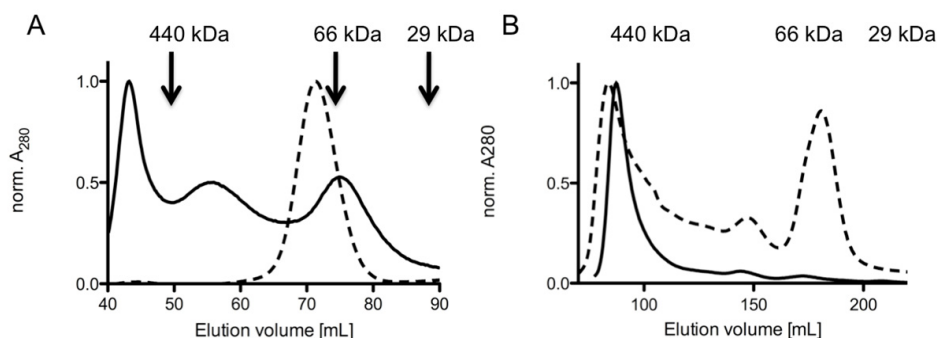 A
440 kDa
66 kDa
29 kDa
norm. A280
1.0
0.5
0.0
40
50
60
70
80
90
Elution volume [mL]
B
440 kDa
66 kDa
29 kDa
norm. A280
1.0
0.5
0.0
100
150
200
Elution volume [mL]